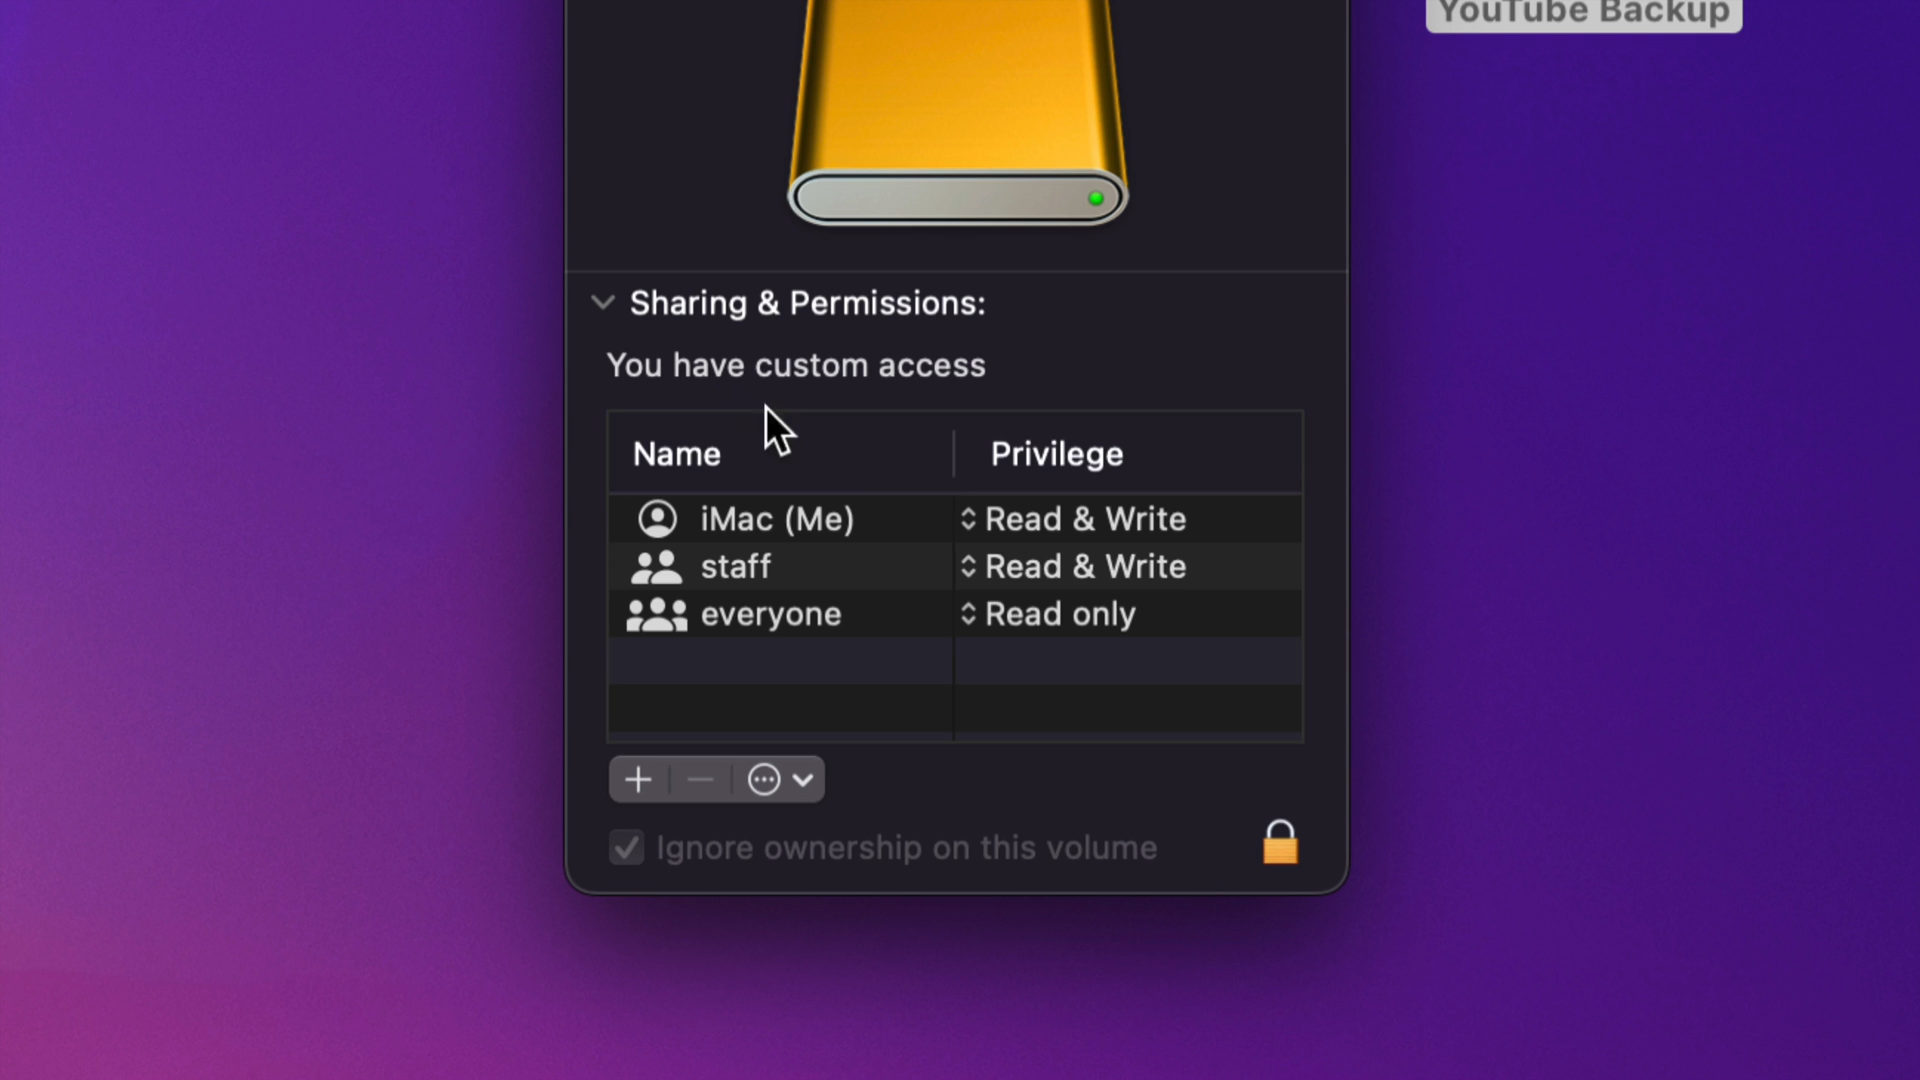 YouTube Backup
Sharing & Permissions:
You have custom access
Name Privilege
iMac (Me) Read & Write
staff Read & Write
everyone Read only
Ignore ownership on this volume